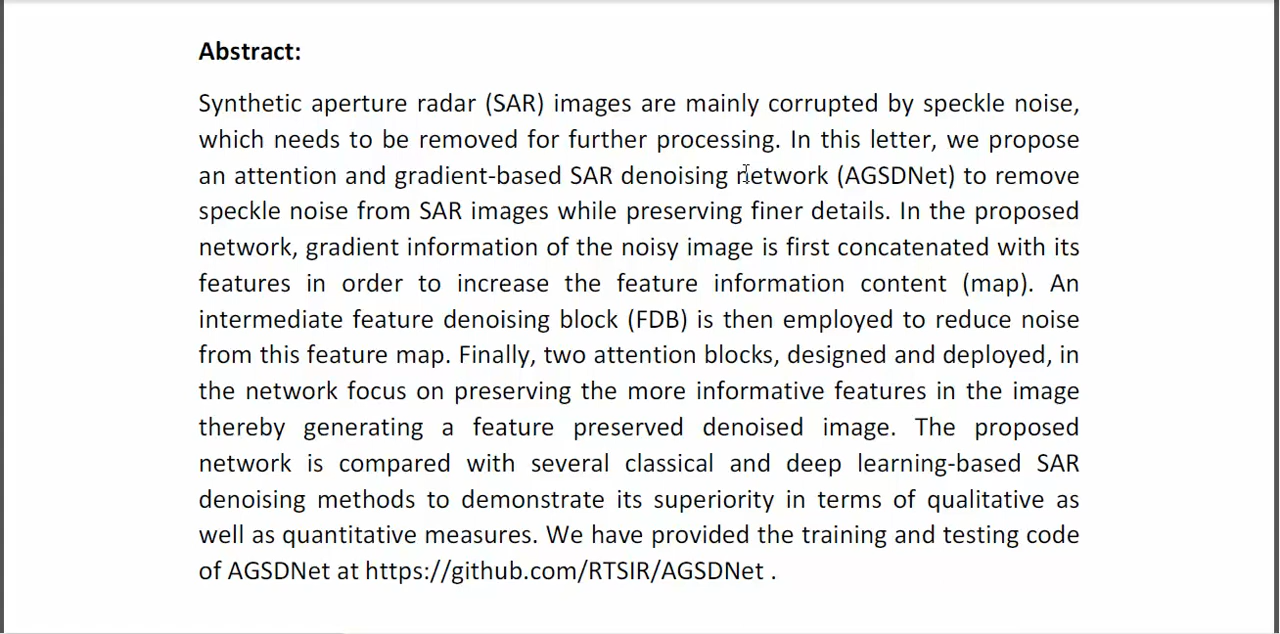 Abstract:
Synthetic aperture radar (SAR) images are mainly corrupted by speckle noise,
which needs to be removed for further processing. In this letter, we propose
an attention and gradient-based SAR denoising network (AGSDNet) to remove
speckle noise from SAR images while preserving finer details. In the proposed
network, gradient information of the noisy image is first concatenated with its
features in order to increase the feature information content (map). An
intermediate feature denoising block (FDB) is then employed to reduce noise
from this feature map. Finally, two attention blocks, designed and deployed, in
the network focus on preserving the more informative features in the image
thereby generating a feature preserved denoised image. The proposed
network is compared with several classical and deep learning-based SAR
denoising methods to demonstrate its superiority in terms of qualitative as
well as quantitative measures. We have provided the training and testing code
of AGSDNet at https://github.com/RTSIR/AGSDNet .